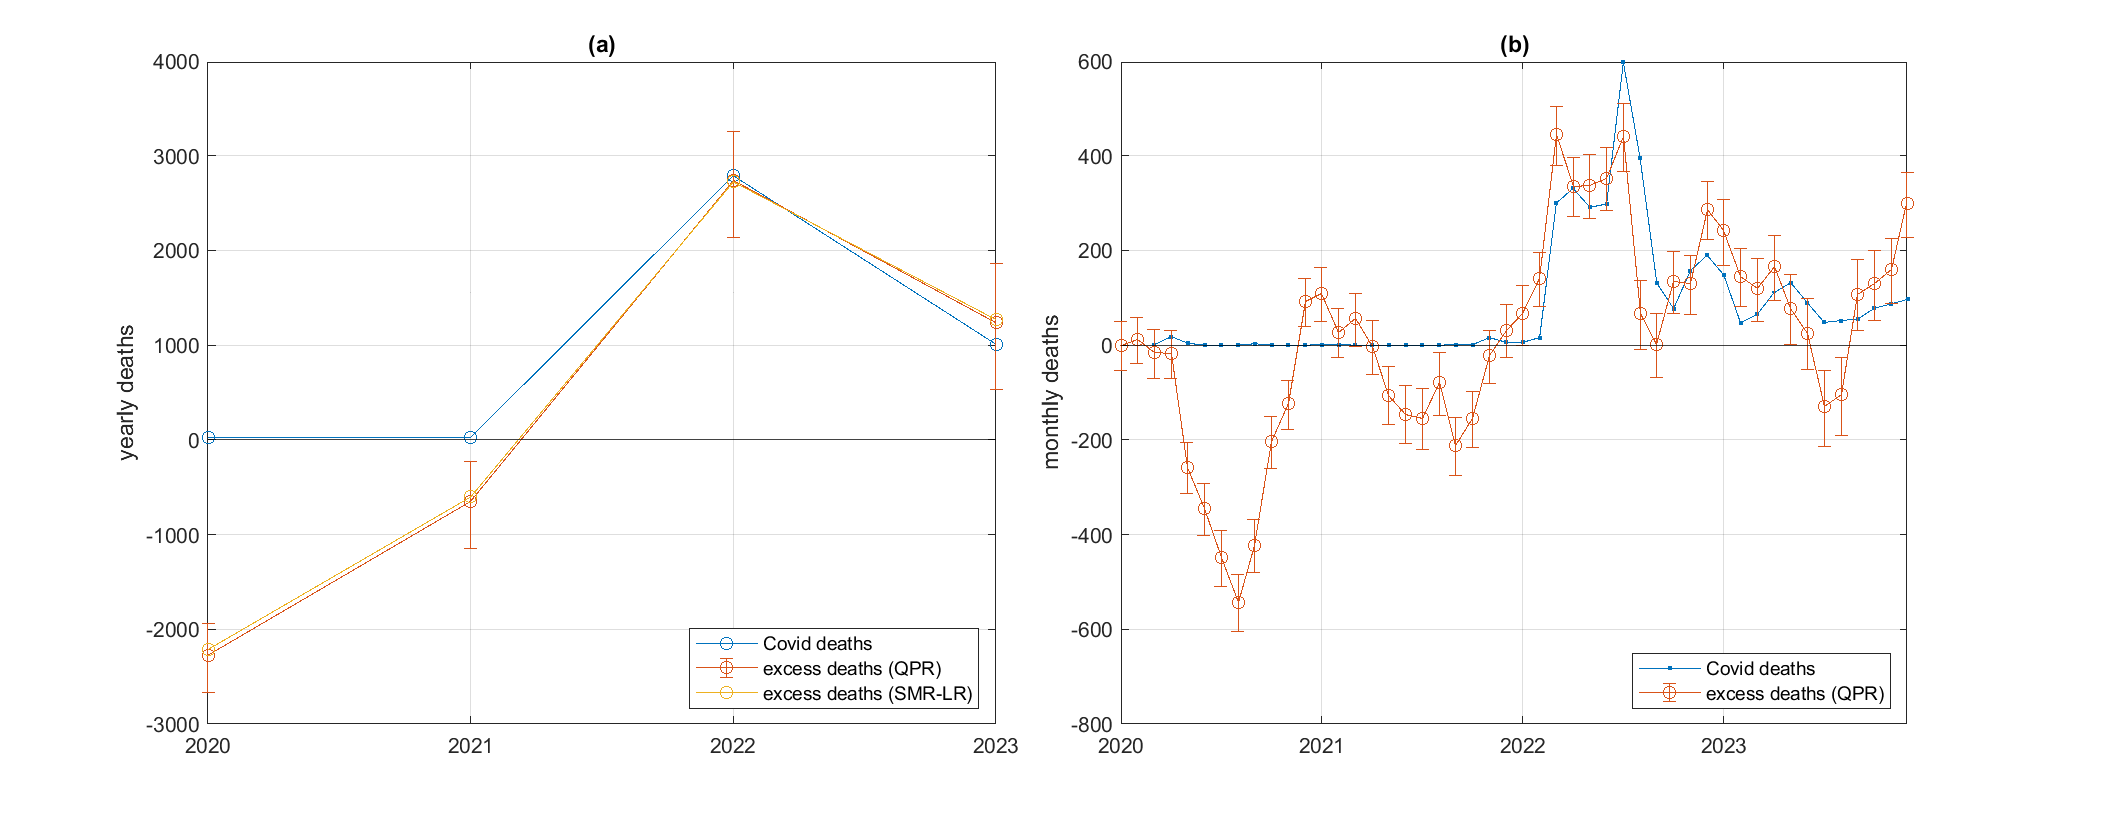 (a)
4000
3000
2000
1000
0
-1000
-2000
-3000
yearly deaths
2020 2021 2022 2023
Covid deaths
excess deaths (QPR)
excess deaths (SMR-LR)
(b)
600
400
200
0
-200
-400
-600
-800
monthly deaths
2020 2021 2022 2023
Covid deaths
excess deaths (QPR)